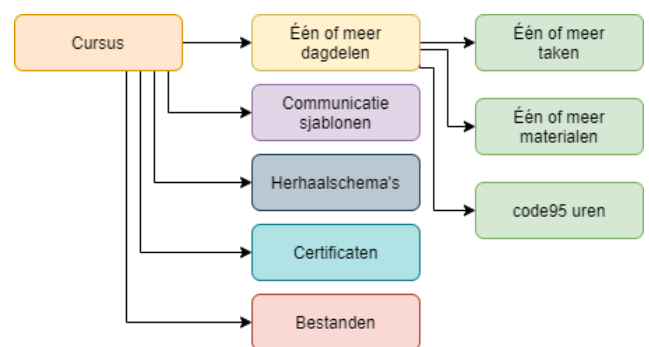 Cursus
Één of meer
dagdelen
Één of meer
taken
Communicatie
sjablonen
Één of meer
materialen
Herhaalschema's
code95 uren
Certificaten
Bestanden